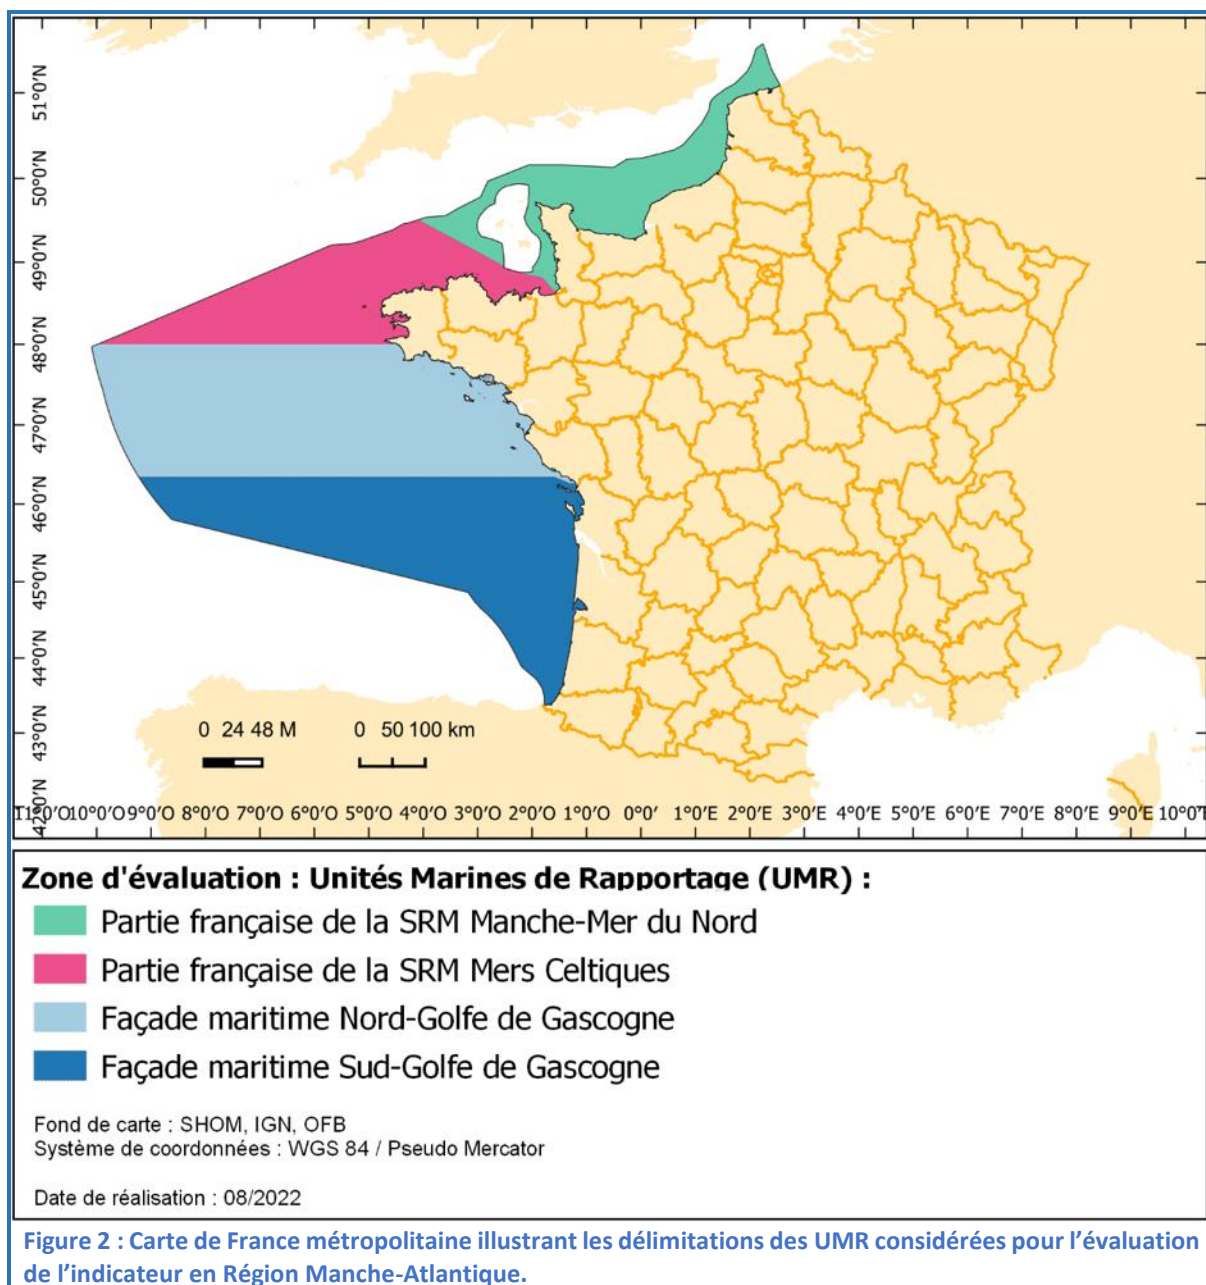 51°0'N
50°0'N
49°0'N
48°0'N
47°0'N
46°0'N
45°0'N
44°0'N
43°0'N
42°0'N
0 24 48 M
0 50 100 km
11°0'O 10°0'O 9°0'O 8°0'O 7°0'O 6°0'O 5°0'O 4°0'O 3°0'O 2°0'O 1°0'O 0°0' 1°0'E 2°0'E 3°0'E 4°0'E 5°0'E 6°0'E 7°0'E 8°0'E 9°0'E 10°0'
Zone d'évaluation : Unités Marines de Rapportage (UMR) :
Partie française de la SRM Manche-Mer du Nord
Partie française de la SRM Mers Celtiques
Façade maritime Nord-Golfe de Gascogne
Façade maritime Sud-Golfe de Gascogne
Fond de carte : SHOM, IGN, OFB
Système de coordonnées : WGS 84 / Pseudo Mercator
Date de réalisation : 08/2022
Figure 2 : Carte de France métropolitaine illustrant les délimitations des UMR considérées pour l’évaluation
de l’indicateur en Région Manche-Atlantique.